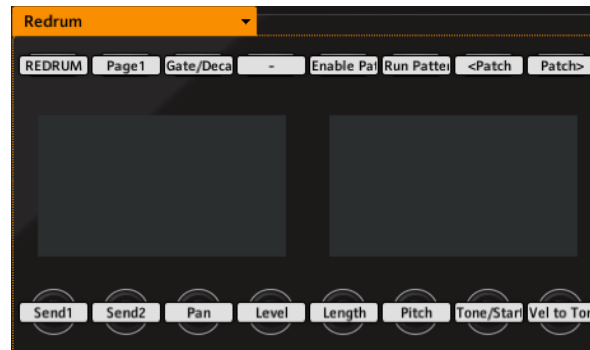 Redrum
REDRUM Page1 Gate/Deca - Enable Pat Run Patter <Patch Patch>
Send1 Send2 Pan Level Length Pitch Tone/Start Vel to Ton